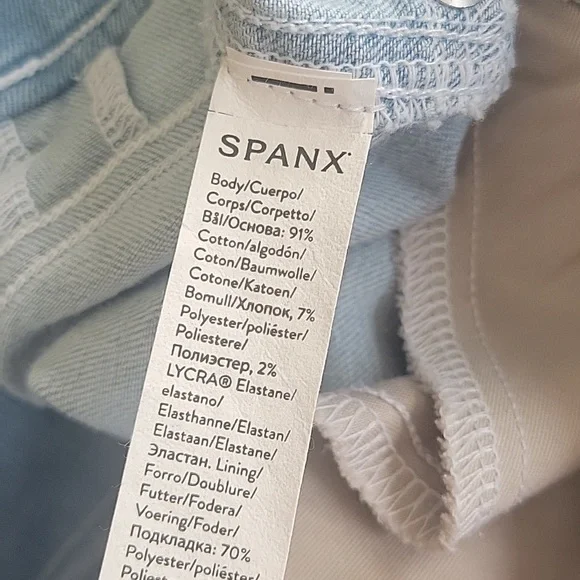 SPANX
Body/Cuerpo/
Corps/Corpetto/
Bål/Основа: 91%
Cotton/algodón/
Coton/Baumwolle/
Cotone/Katoen/
Bomull/Хлопок, 7%
Polyester/poliéster/
Poliestere/
Полиэстер, 2%
LYCRA® Elastane/
elastano/
Elasthanne/Elastan/
Elastaan/Elastane/
Эластан. Lining/
Forro/Doublure/
Futter/Fodera/
Voering/Foder/
Подкладка: 70%
Polyester/poliéster/